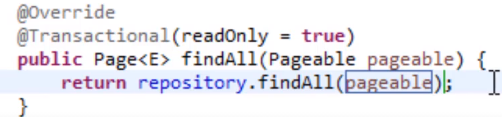 @Override
@Transactional(readOnly = true)
public Page<E> findAll(Pageable pageable) {
return repository.findAll(pageable);
}